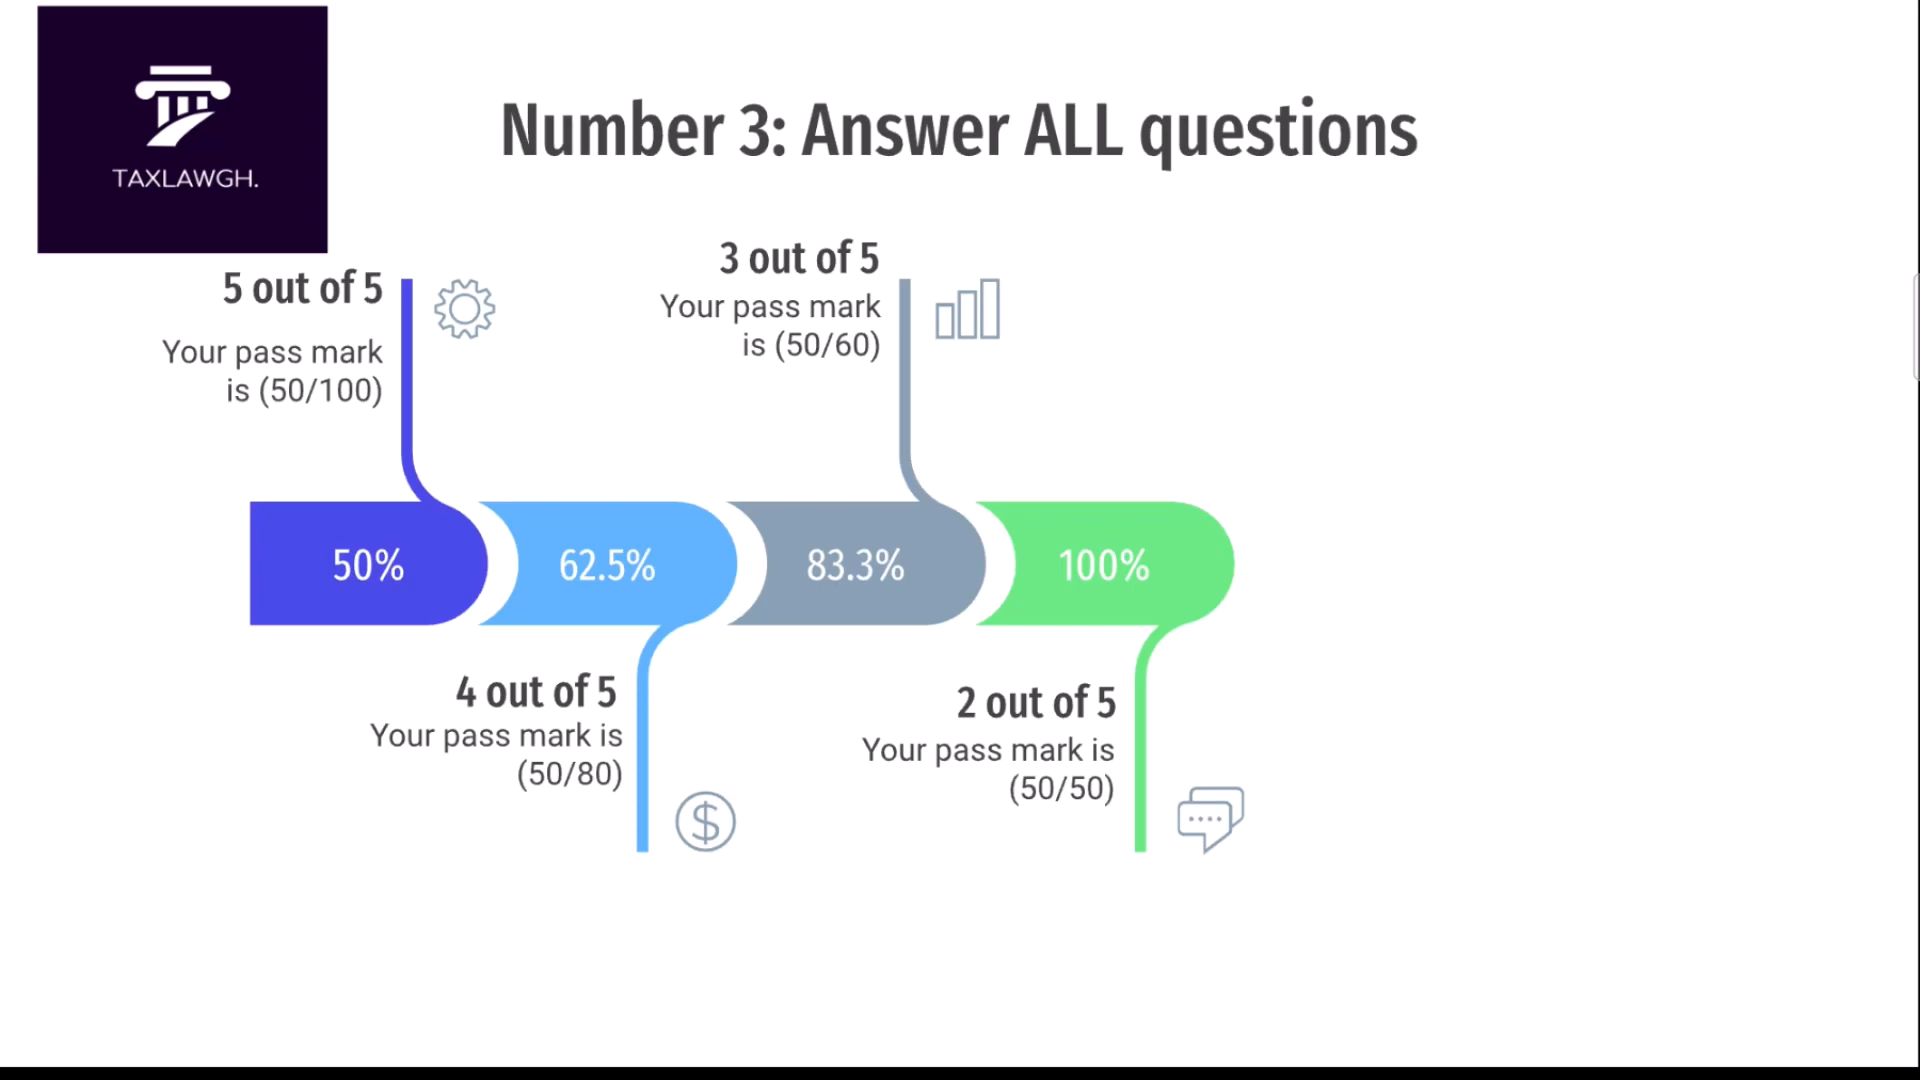 TAXLAWGH.
Number 3: Answer ALL questions
5 out of 5
Your pass mark
is (50/100)
3 out of 5
Your pass mark
is (50/60)
50%
62.5%
83.3%
100%
4 out of 5
Your pass mark is
(50/80)
2 out of 5
Your pass mark is
(50/50)
$